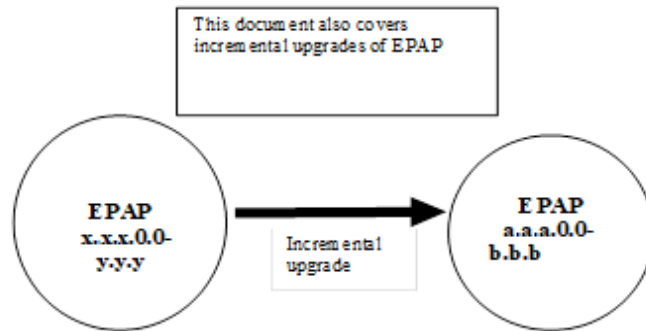 This document also covers
incremental upgrades of EPAP
EPAP
x.x.x.0.0-
y.y.y
Incremental
upgrade
EPAP
a.a.a.0.0-
b.b.b